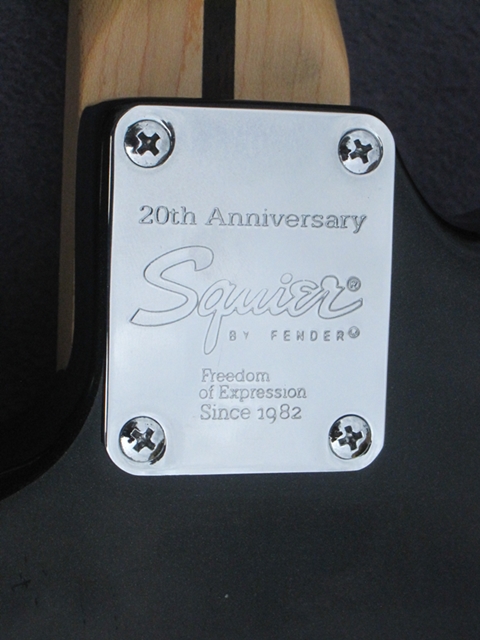 20th Anniversary
Squier®
BY FENDER®
Freedom
of Expression
Since 1982